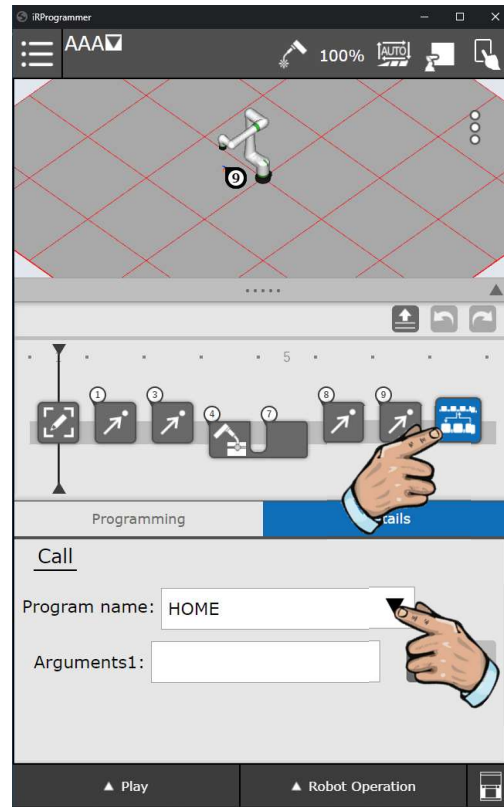 iRProgrammer
AAA
100%
AUTO
9
5
1
3
4
7
8
9
Programming
tails
Call
Program name: HOME
Arguments1:
Play
Robot Operation